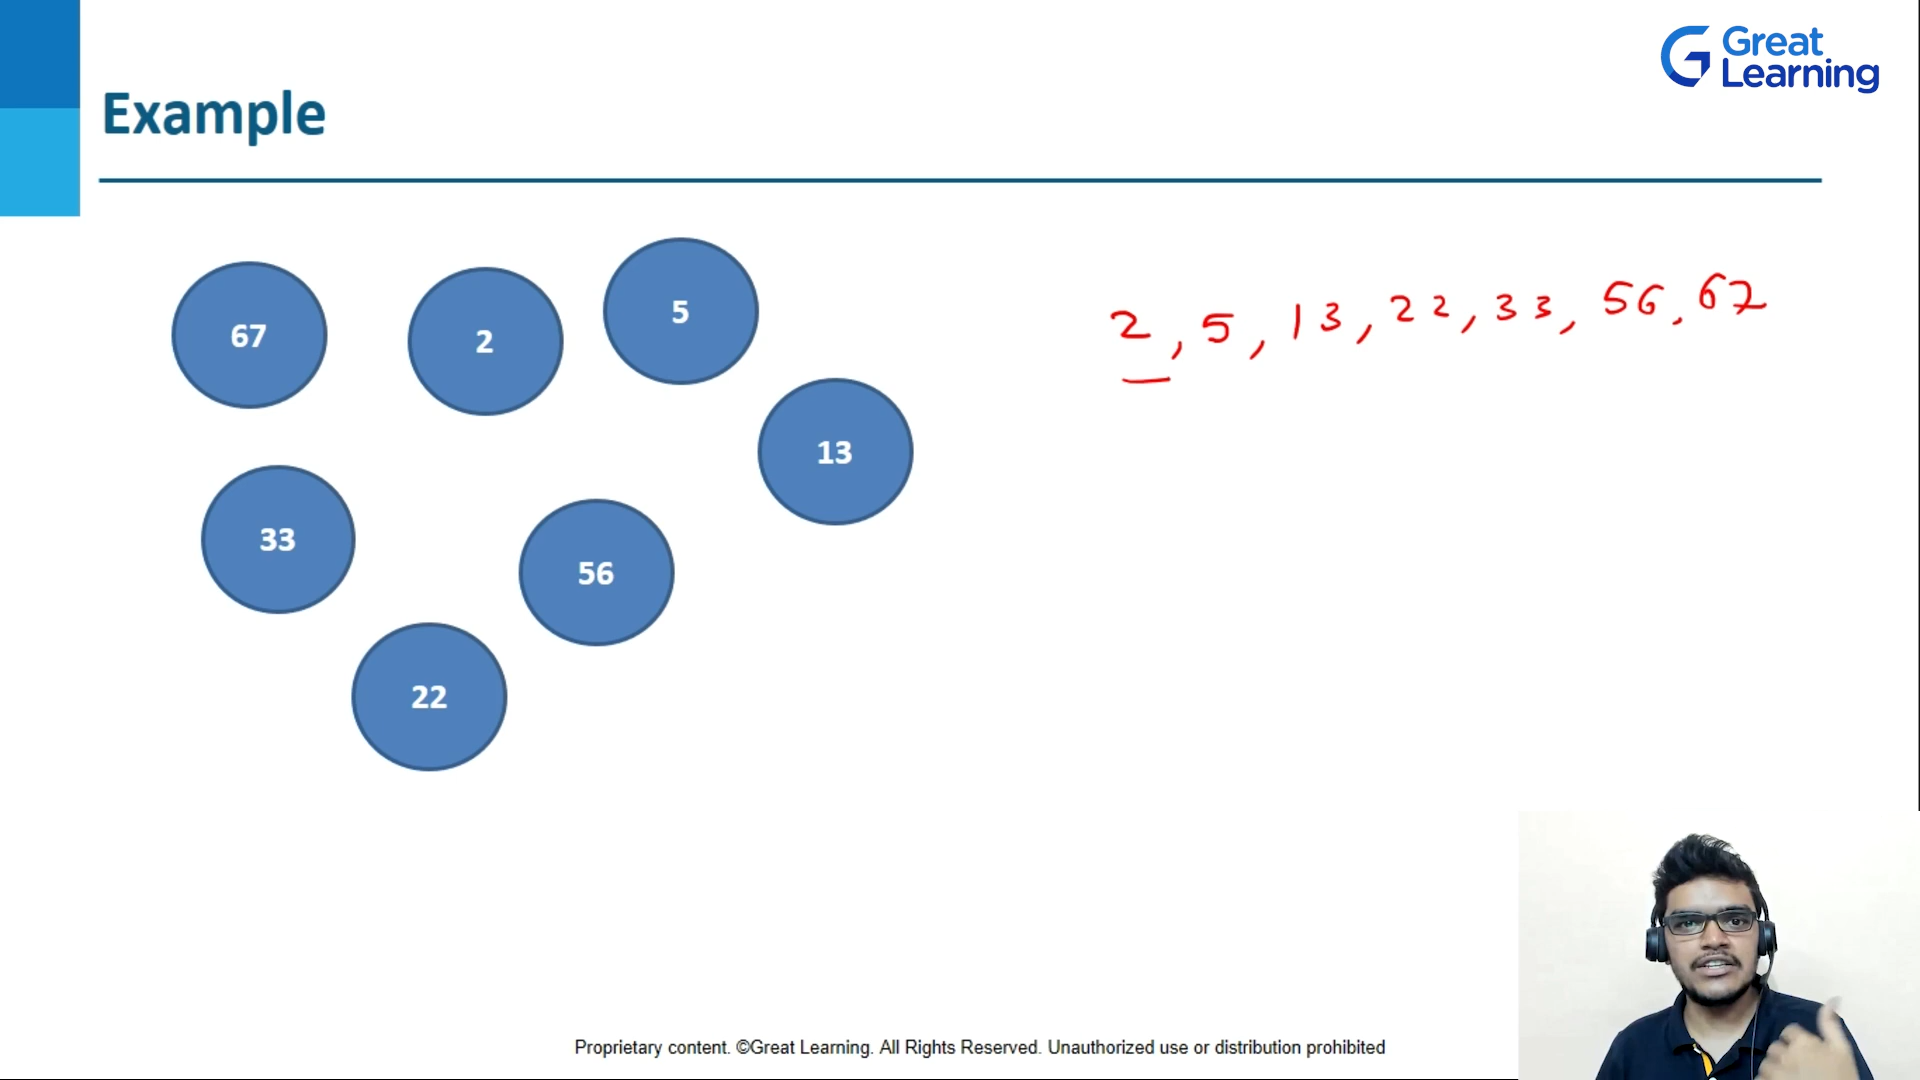 Great
Learning
Example
67
2
5
13
33
56
22
2, 5, 13, 22, 33, 56, 67
Proprietary content. ©Great Learning. All Rights Reserved. Unauthorized use or distribution prohibited